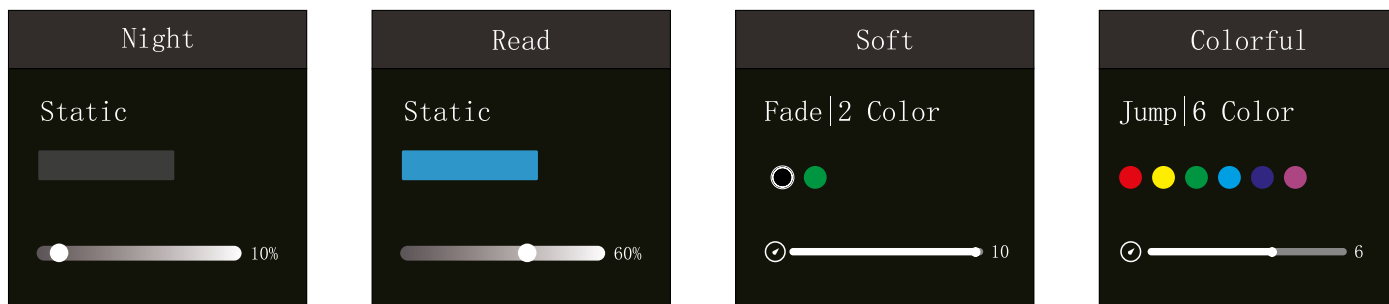 Night
Static
10%
Read
Static
60%
Soft
Fade|2 Color
10
Colorful
Jump|6 Color
6